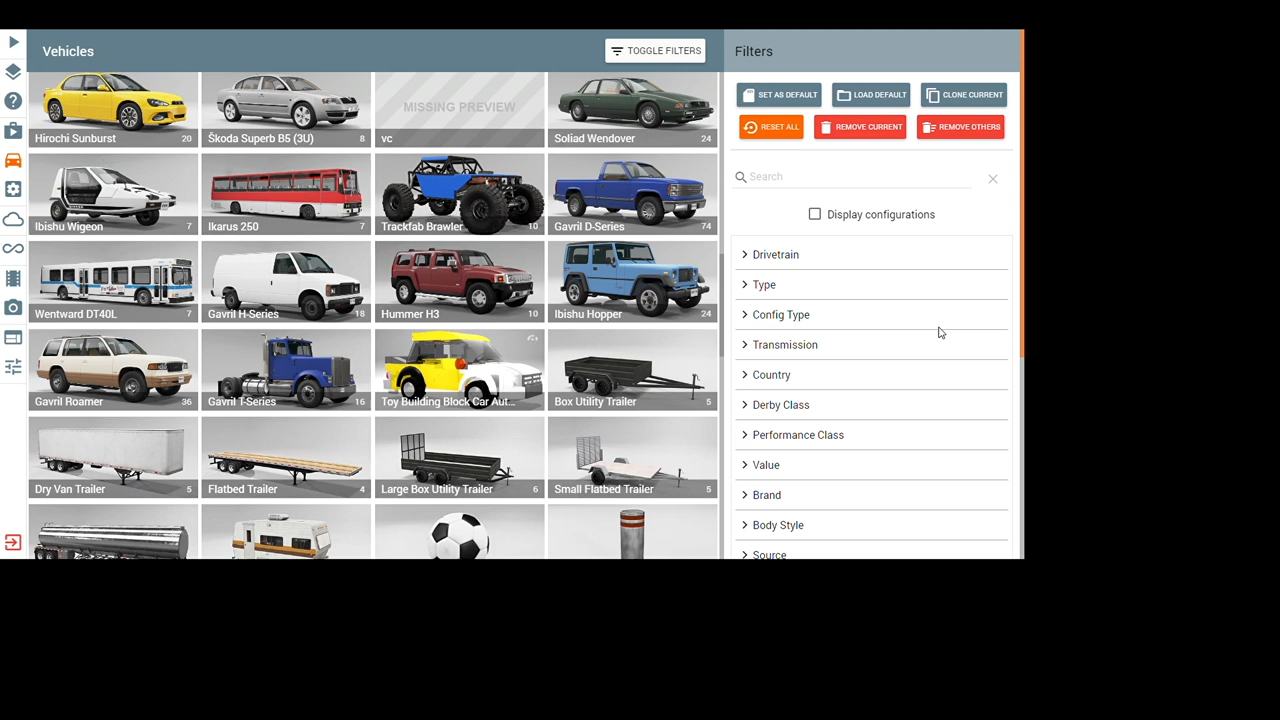 Vehicles
TOGGLE FILTERS
Filters
SET AS DEFAULT
LOAD DEFAULT
CLONE CURRENT
RESET ALL
REMOVE CURRENT
REMOVE OTHERS
Search
Display configurations
Drivetrain
Type
Config Type
Transmission
Country
Derby Class
Performance Class
Value
Brand
Body Style
Source
Hirochi Sunburst 20
Škoda Superb B5 (3U) 8
MISSING PREVIEW
vc
Soliad Wendover 24
Ibishu Wigeon 7
Ikarus 250 7
Trackfab Brawler 10
Gavril D-Series 74
Wentward DT40L 7
Gavril H-Series 18
Hummer H3 10
Ibishu Hopper 24
Gavril Roamer 36
Gavril T-Series 16
Toy Building Block Car Aut...
Box Utility Trailer 5
Dry Van Trailer 5
Flatbed Trailer 4
Large Box Utility Trailer 6
Small Flatbed Trailer 5